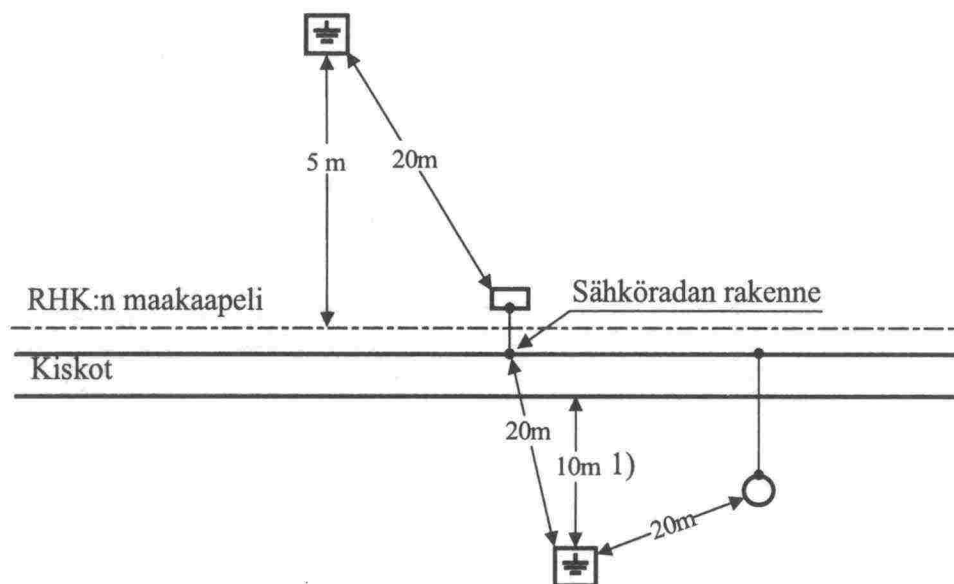 5 m
20m
RHK:n maakaapeli
Sähköradan rakenne
Kiskot
20m
10m 1)
20m